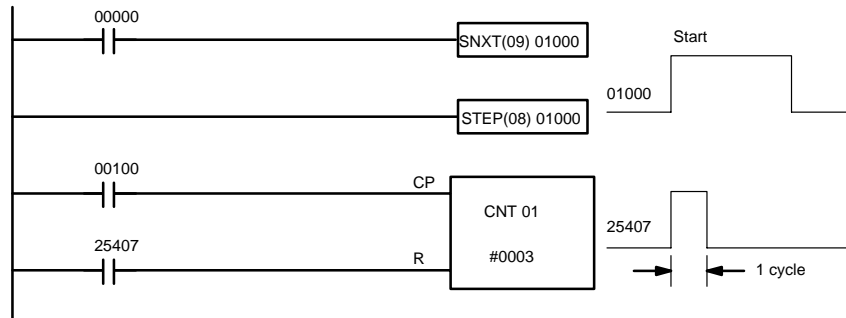 00000
SNXT(09) 01000
Start
01000
STEP(08) 01000
00100
CP
CNT 01
25407
25407
R
#0003
1 cycle